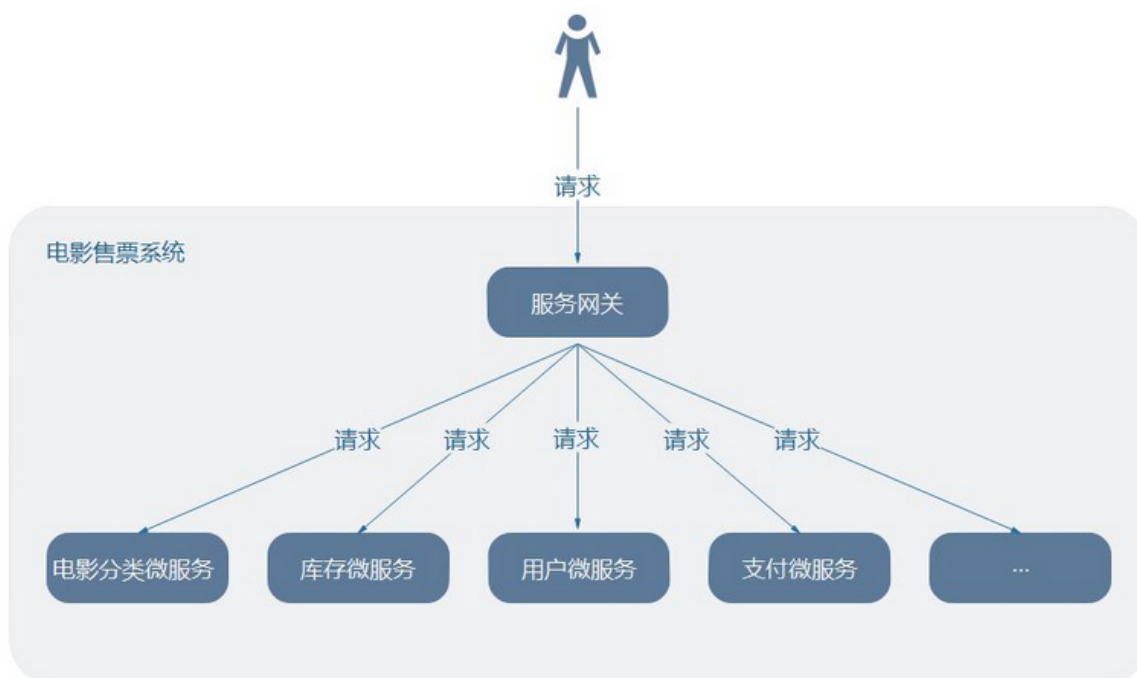 请求
电影售票系统
服务网关
请求 请求 请求 请求 请求
电影分类微服务 库存微服务 用户微服务 支付微服务 ...